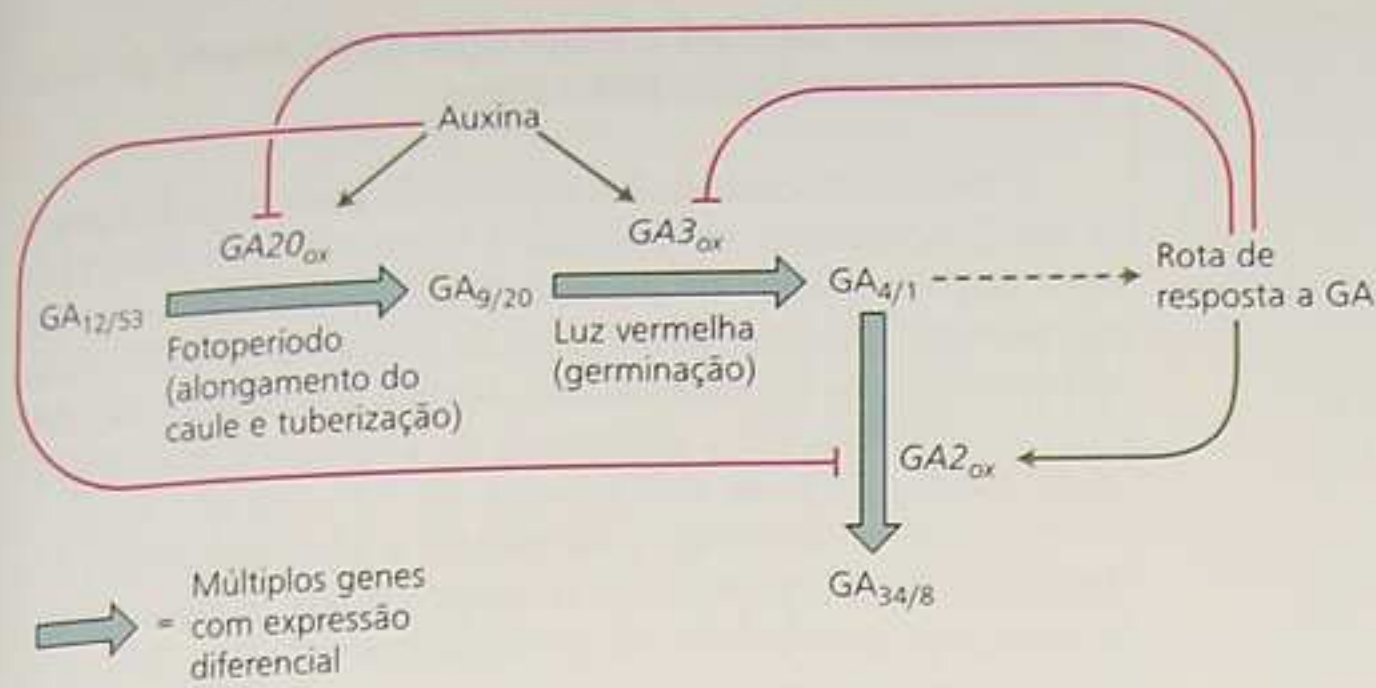 Auxina
GA20ox
GA3ox
GA12/53
GA9/20
GA4/1
Rota de
resposta a GA
Fotoperíodo
(alongamento do
caule e tuberização)
Luz vermelha
(germinação)
GA2ox
GA34/8
Múltiplos genes
= com expressão
diferencial